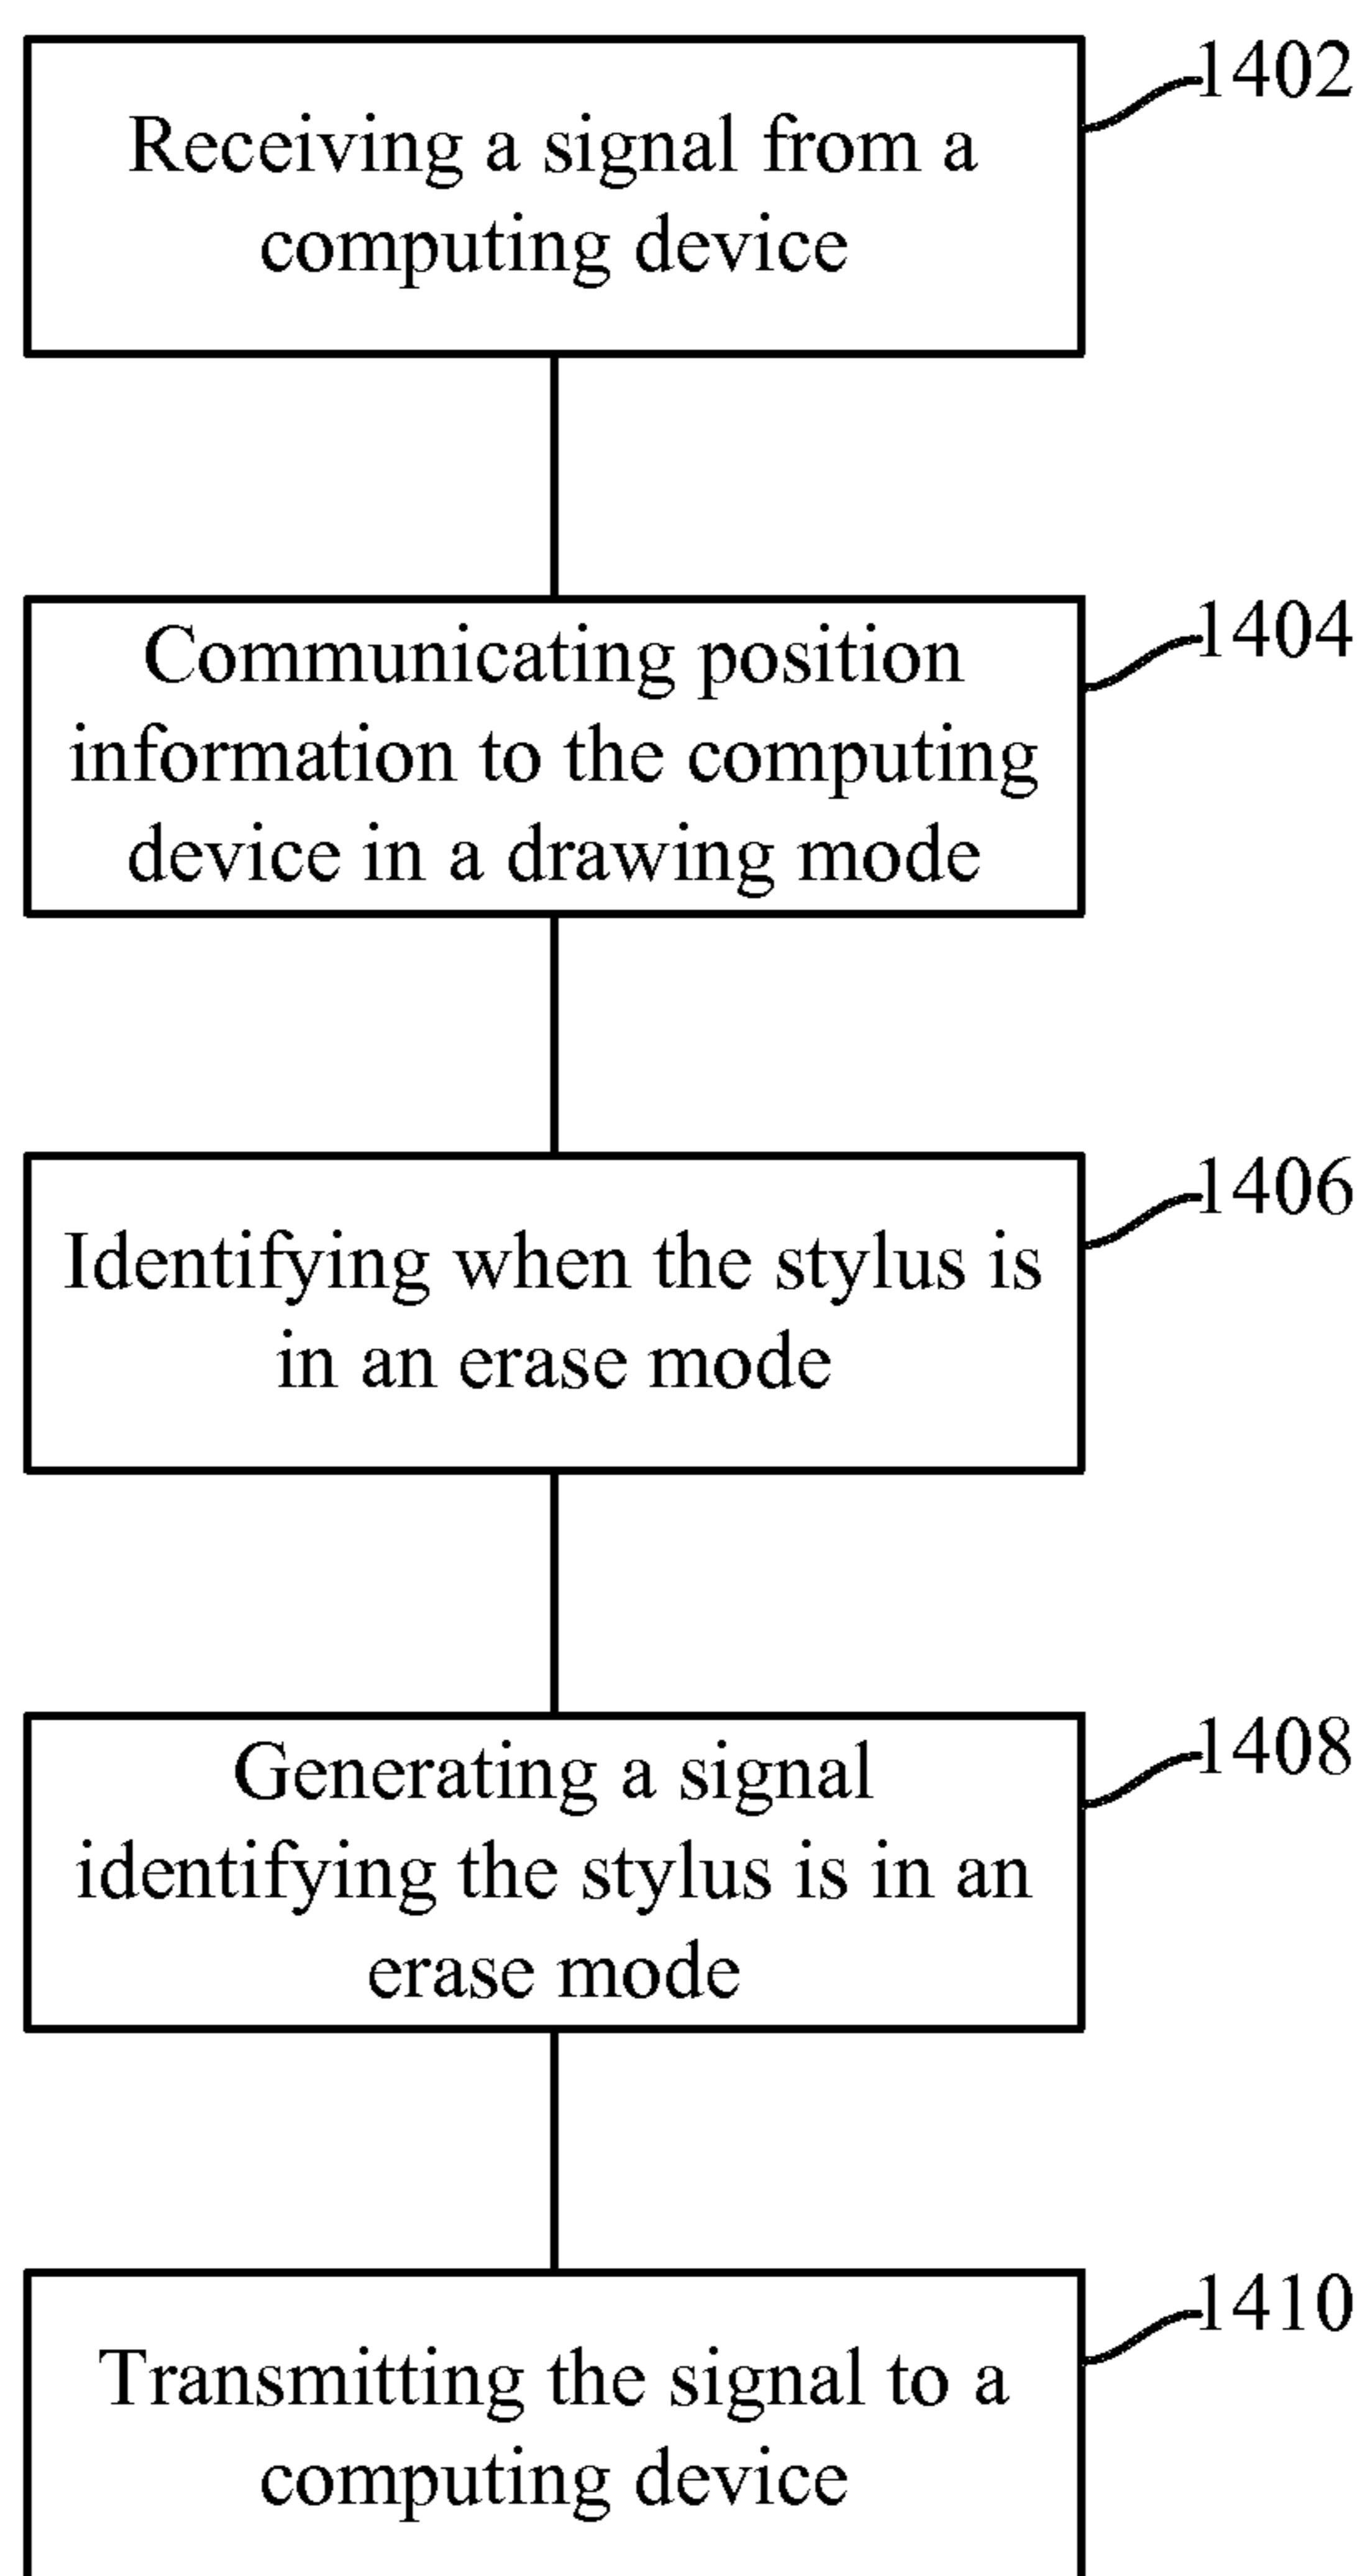 1402
Receiving a signal from a
computing device
1404
Communicating position
information to the computing
device in a drawing mode
1406
Identifying when the stylus is
in an erase mode
1408
Generating a signal
identifying the stylus is in an
erase mode
1410
Transmitting the signal to a
computing device